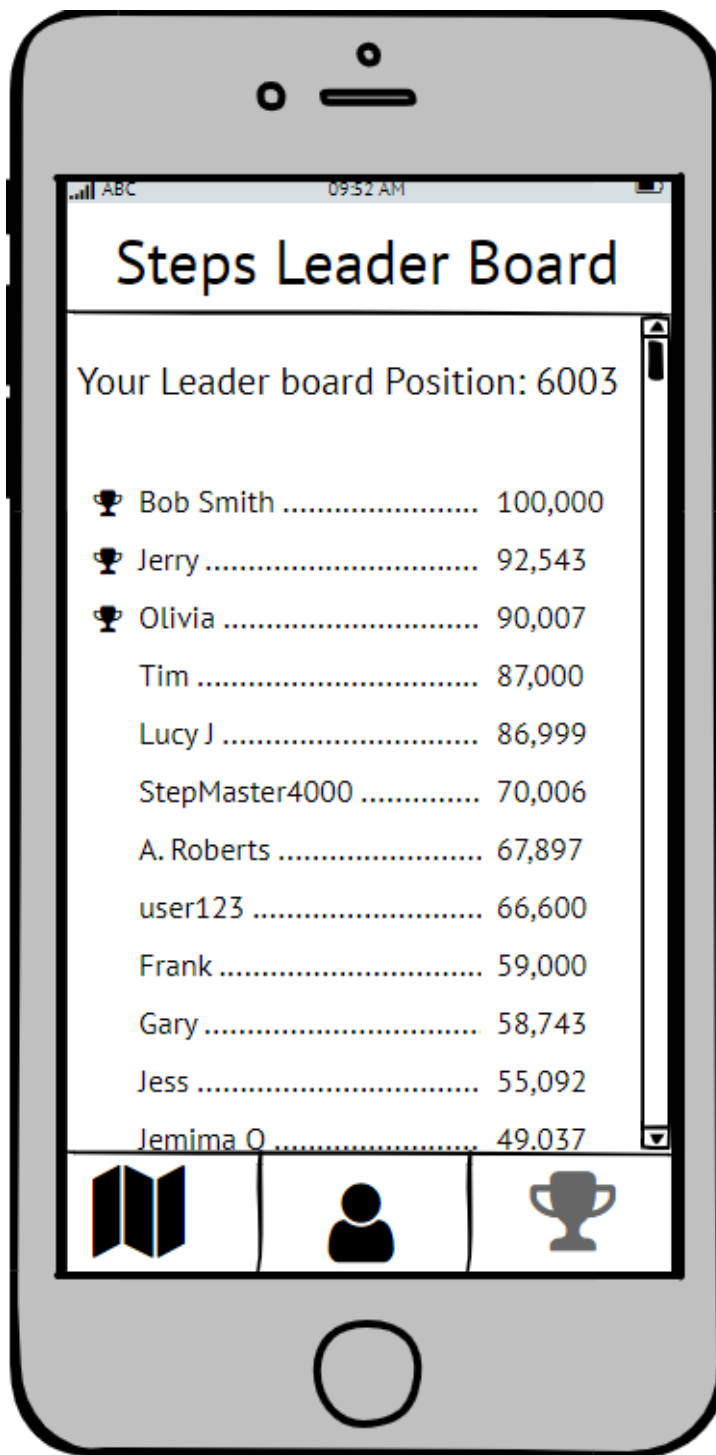 ABC 09:52 AM
Steps Leader Board
Your Leader board Position: 6003
Bob Smith ....................... 100,000
Jerry ................................ 92,543
Olivia .............................. 90,007
Tim ................................. 87,000
Lucy J .............................. 86,999
StepMaster4000 .............. 70,006
A. Roberts ........................ 67,897
user123 ........................... 66,600
Frank ............................... 59,000
Gary ................................. 58,743
Jess ................................. 55,092
Jemima Q ........................ 49,037